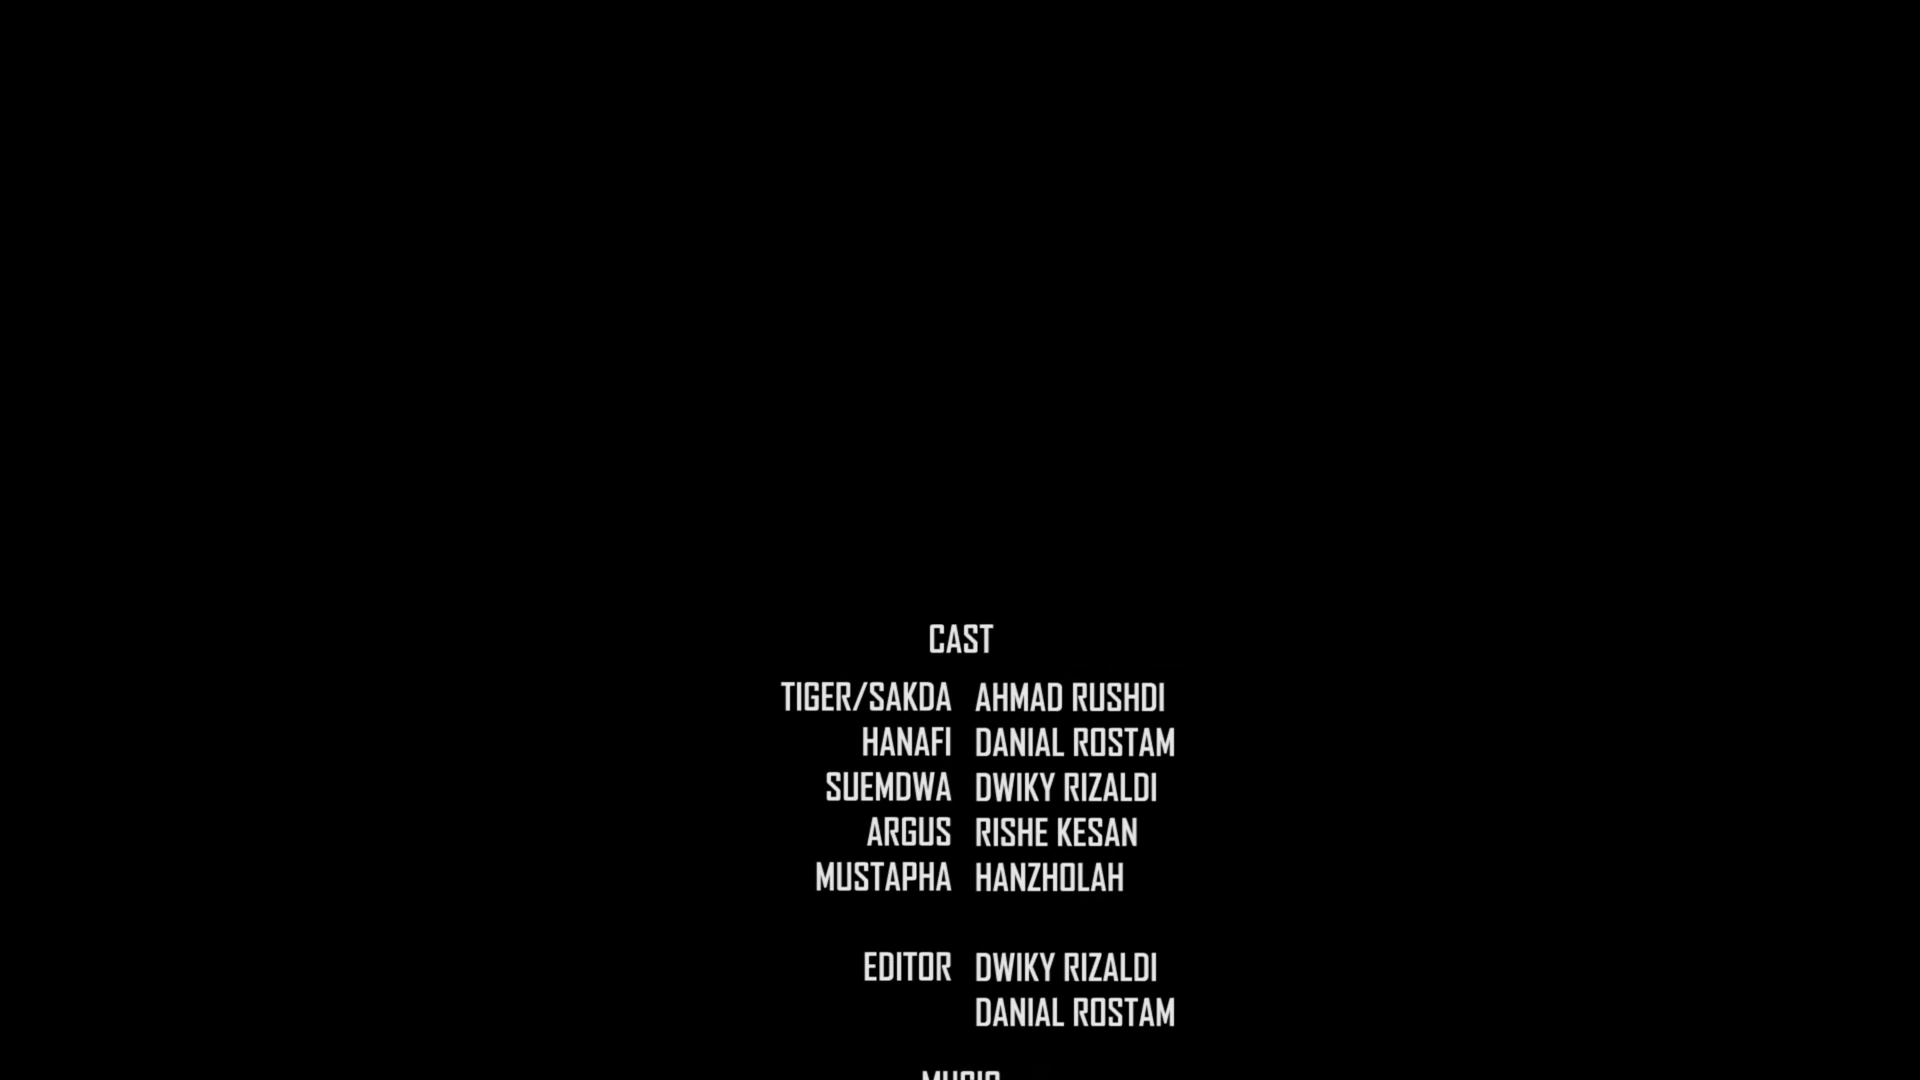 CAST
TIGER/SAKDA AHMAD RUSHDI
HANAFI DANIAL ROSTAM
SUEMDWA DWIKY RIZALDI
ARGUS RISHE KESAN
MUSTAPHA HANZHOLAH
EDITOR DWIKY RIZALDI
DANIAL ROSTAM
MUSIC